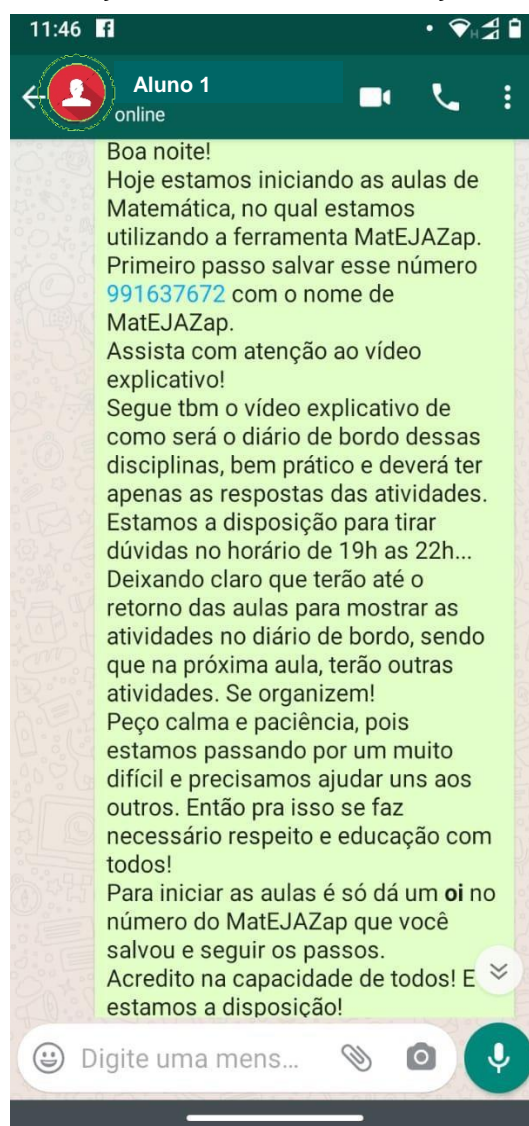 11:46
Aluno 1
online
Boa noite!
Hoje estamos iniciando as aulas de
Matemática, no qual estamos
utilizando a ferramenta MatEJAZap.
Primeiro passo salvar esse número
991637672 com o nome de
MatEJAZap.
Assista com atenção ao vídeo
explicativo!
Segue tbm o vídeo explicativo de
como será o diário de bordo dessas
disciplinas, bem prático e deverá ter
apenas as respostas das atividades.
Estamos a disposição para tirar
dúvidas no horário de 19h as 22h...
Deixando claro que terão até o
retorno das aulas para mostrar as
atividades no diário de bordo, sendo
que na próxima aula, terão outras
atividades. Se organizem!
Peço calma e paciência, pois
estamos passando por um muito
difícil e precisamos ajudar uns aos
outros. Então pra isso se faz
necessário respeito e educação com
todos!
Para iniciar as aulas é só dá um oi no
número do MatEJAZap que você
salvou e seguir os passos.
Acredito na capacidade de todos! E
estamos a disposição!
Digite uma mens...